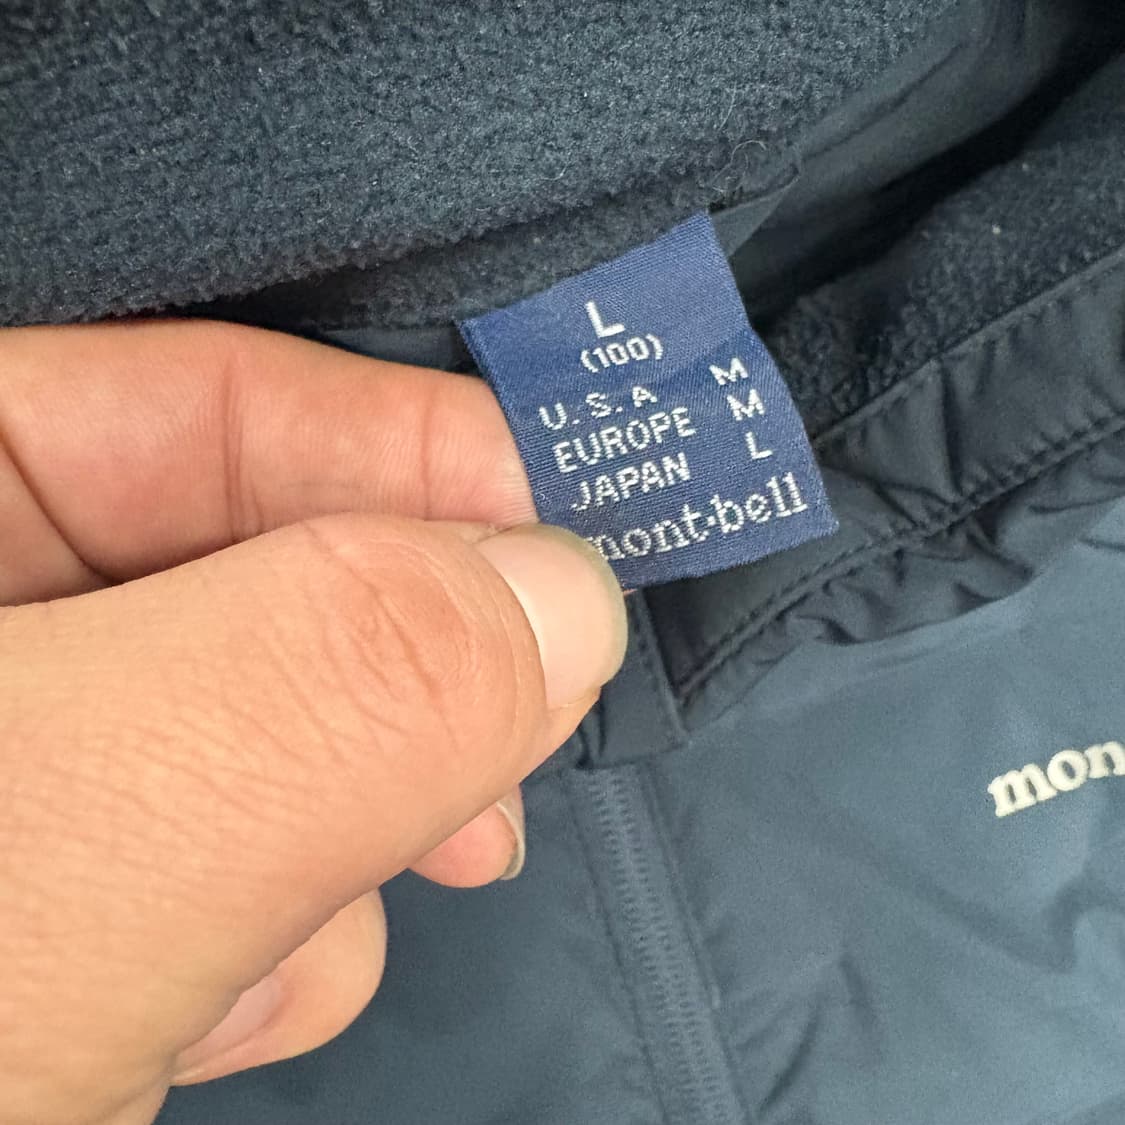 L
(100)
U.S.A M
EUROPE M
JAPAN L
mont-bell
mon